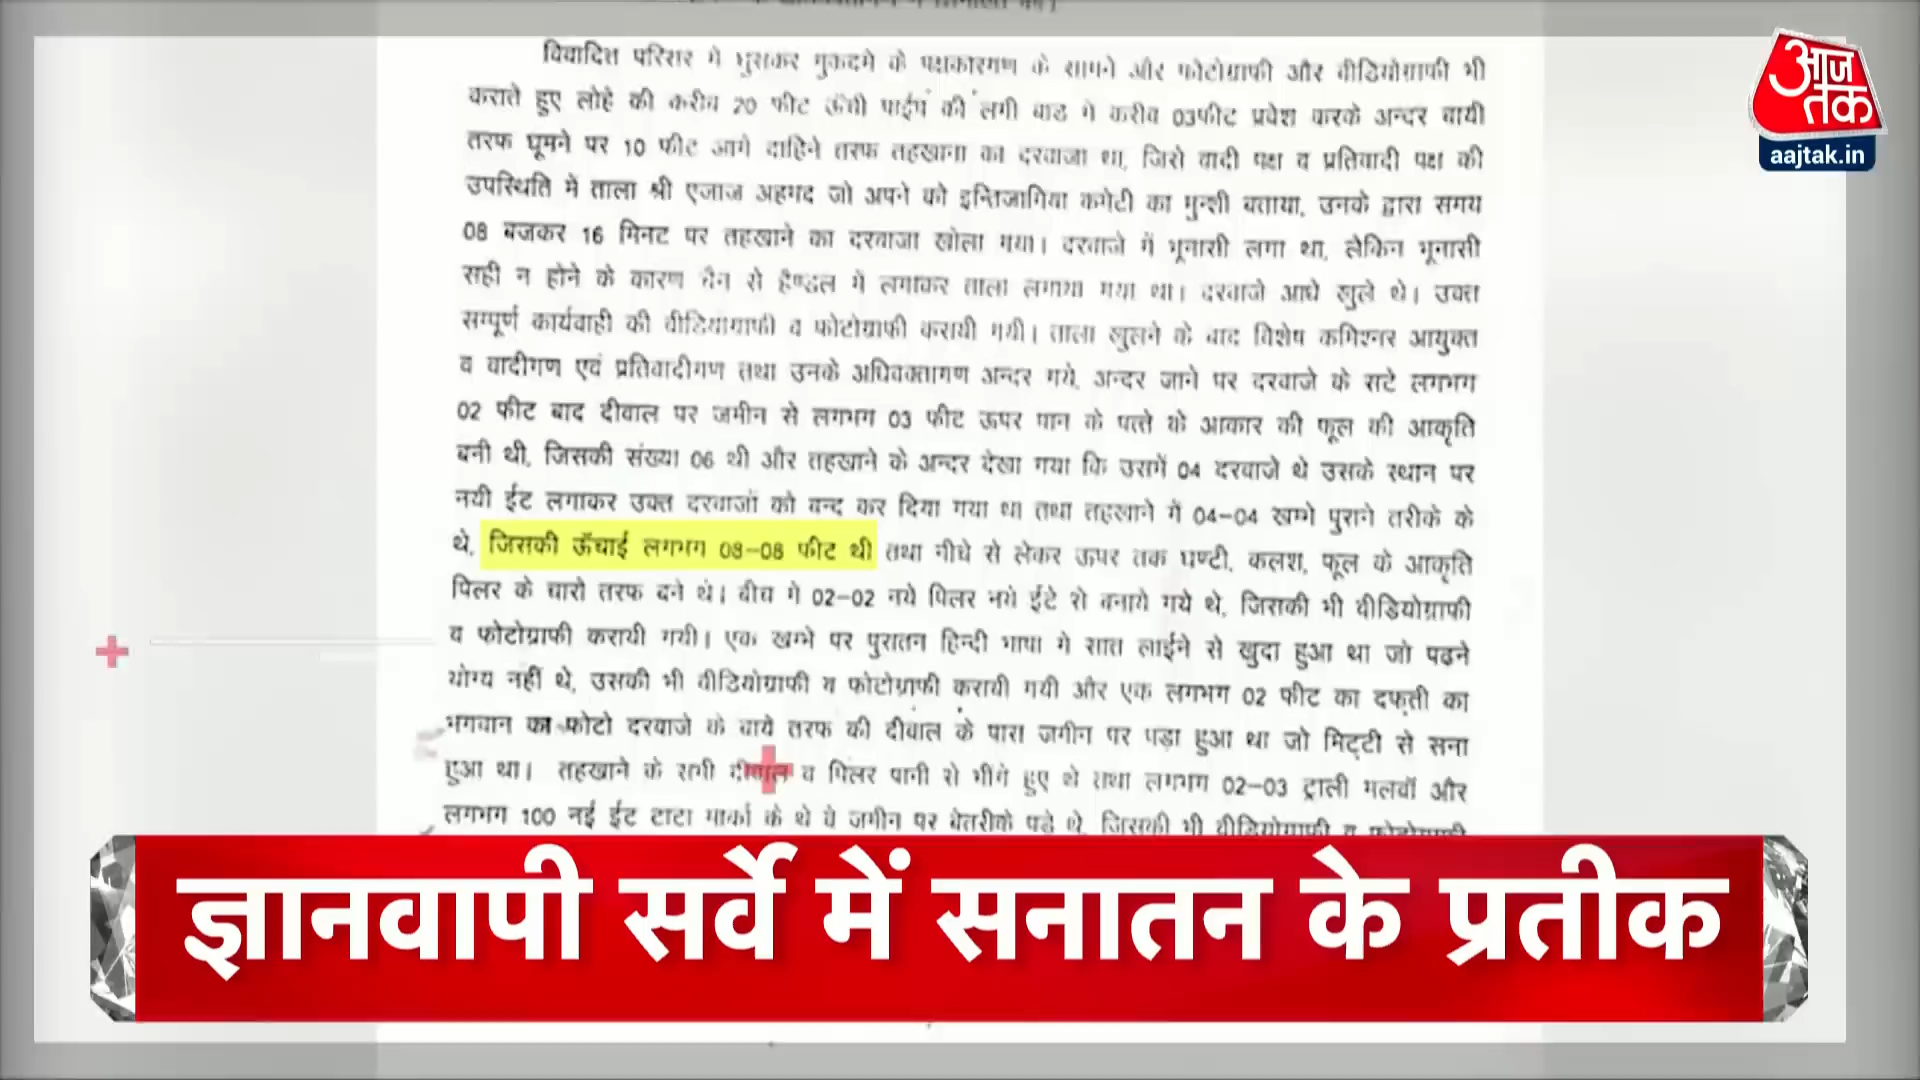 विवादित परिसर में घुसकर मुकदमे के पक्षकारगण के सामने और फोटोग्राफी और वीडियोग्राफी भी
कराते हुए लोहे की करीब 20 फीट ऊँची पाईप की लगी बाड में करीब 03फीट प्रवेश करके अन्दर बायी
तरफ घूमने पर 10 फीट आगे दाहिने तरफ तहखाना का दरवाजा था, जिसे वादी पक्ष व प्रतिवादी पक्ष की
उपस्थिति में ताला श्री एजाज अहमद जो अपने को इन्तिजामिया कमेटी का मुन्शी बताया, उनके द्वारा समय
08 बजकर 16 मिनट पर तहखाने का दरवाजा खोला गया। दरवाजे में भूनासी लगा था, लेकिन भूनासी
सही न होने के कारण चैन से हैण्डल में लगाकर ताला लगाया गया था। दरवाजे आधे खुले थे। उक्त
सम्पूर्ण कार्यवाही की वीडियोग्राफी व फोटोग्राफी करायी गयी। ताला खुलने के बाद विशेष कमिश्नर आयुक्त
व वादीगण एवं प्रतिवादीगण तथा उनके अधिवक्तागण अन्दर गये, अन्दर जाने पर दरवाजे के सटे लगभग
02 फीट बाद दीवाल पर जमीन से लगभग 03 फीट ऊपर पान के पत्ते के आकार की फूल की आकृति
बनी थी, जिसकी संख्या 06 थी और तहखाने के अन्दर देखा गया कि उसमें 04 दरवाजे थे उसके स्थान पर
नयी ईट लगाकर उक्त दरवाजों को बन्द कर दिया गया था तथा तहखाने में 04-04 खम्भे पुराने तरीके के
थे, जिसकी ऊँचाई लगभग 08-08 फीट थी तथा नीचे से लेकर ऊपर तक घण्टी, कलश, फूल के आकृति
पिलर के चारो तरफ बने थे। बीच में 02-02 नये पिलर नये ईटे से बनाये गये थे, जिसकी भी वीडियोग्राफी
व फोटोग्राफी करायी गयी। एक खम्भे पर पुरातन हिन्दी भाषा में सात लाईने से खुदा हुआ था जो पढने
योग्य नहीं थे, उसकी भी वीडियोग्राफी व फोटोग्राफी करायी गयी और एक लगभग 02 फीट का दफ्ती का
भगवान का फोटो दरवाजे के बाये तरफ की दीवाल के पास जमीन पर पड़ा हुआ था जो मिट्टी से सना
हुआ था। तहखाने के सभी दीवाल व पिलर पानी से भीगे हुए थे तथा लगभग 02-03 ट्राली मलवॉ और
लगभग 100 नई ईट टाटा मार्का के थे ये जमीन पर बेतरीके पडे थे, जिसकी भी वीडियोग्राफी व फोटोग्राफी
आज
तक
aajtak.in
ज्ञानवापी सर्वे में सनातन के प्रतीक